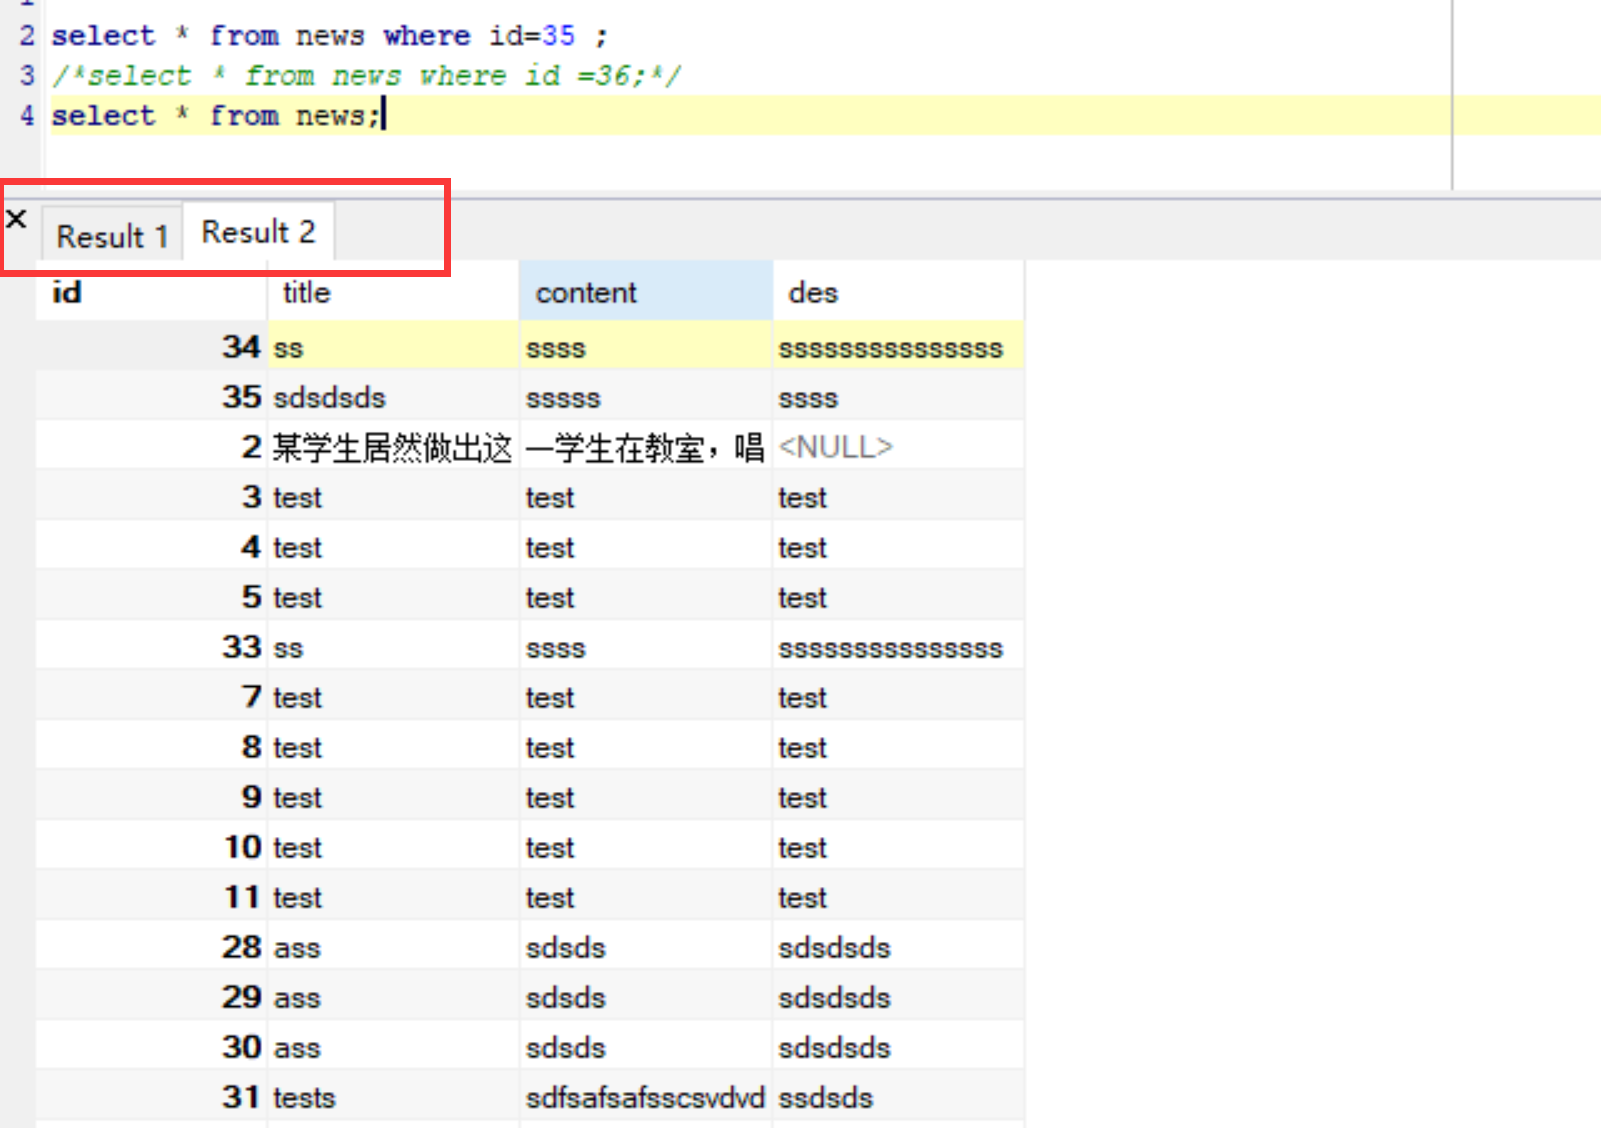 2 select * from news where id=35 ;
3 /*select * from news where id =36;*/
4 select * from news;
Result 1 Result 2
id title content des
34 ss ssss sssssssssssssss
35 sdsdsds sssss ssss
2 某学生居然做出这 一学生在教室，唱 <NULL>
3 test test test
4 test test test
5 test test test
33 ss ssss sssssssssssssss
7 test test test
8 test test test
9 test test test
10 test test test
11 test test test
28 ass sdsds sdsdsds
29 ass sdsds sdsdsds
30 ass sdsds sdsdsds
31 tests sdfsafsafsscsvdvd ssdsds